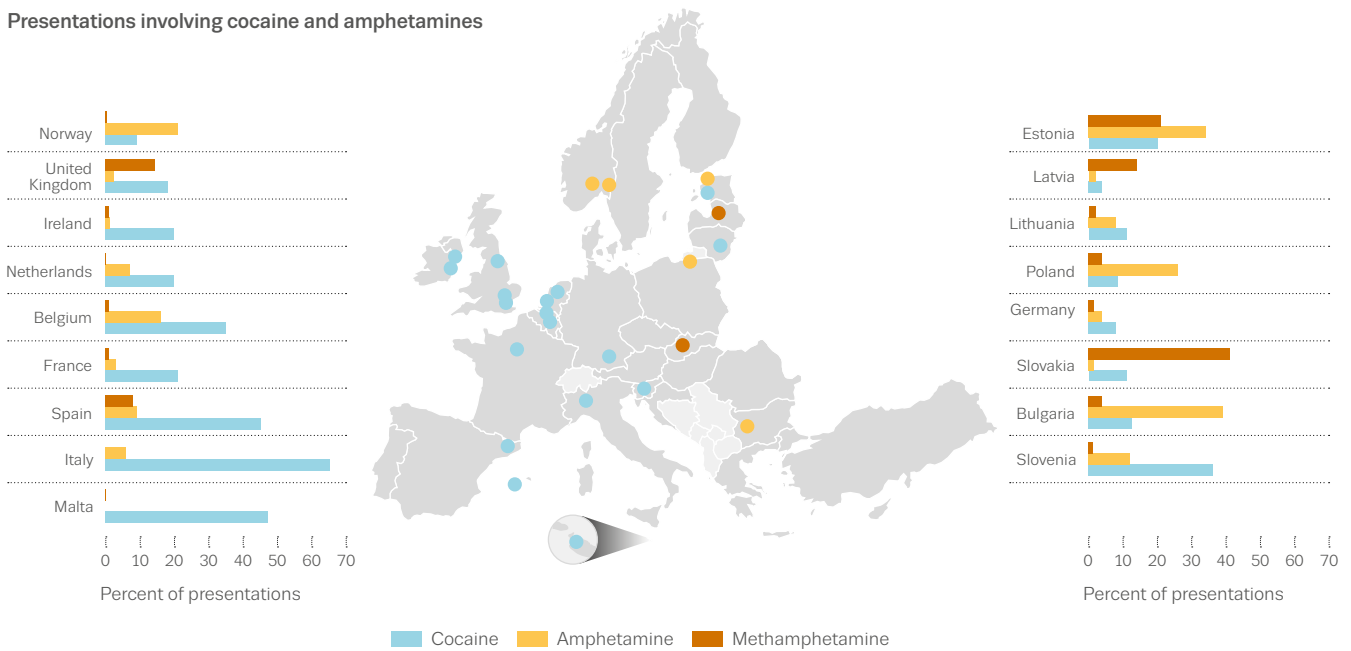 Presentations involving cocaine and amphetamines
Norway
United
Kingdom
Ireland
Netherlands
Belgium
France
Spain
Italy
Malta
0 10 20 30 40 50 60 70
Percent of presentations
Estonia
Latvia
Lithuania
Poland
Germany
Slovakia
Bulgaria
Slovenia
0 10 20 30 40 50 60 70
Percent of presentations
Cocaine Amphetamine Methamphetamine